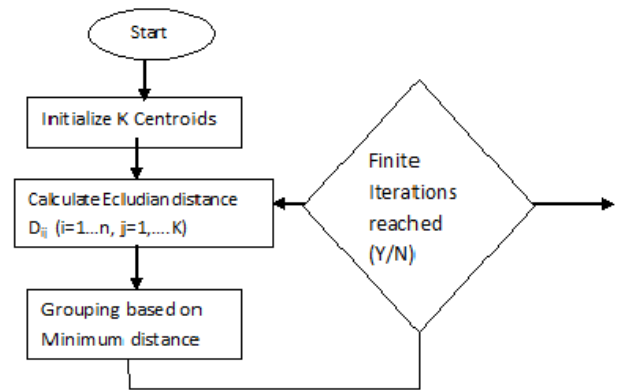 Start
Initialize K Centroids
Calculate Ecludian distance
Dij (i=1...n, j=1,....K)
Grouping based on
Minimum distance
Finite
Iterations
reached
(Y/N)